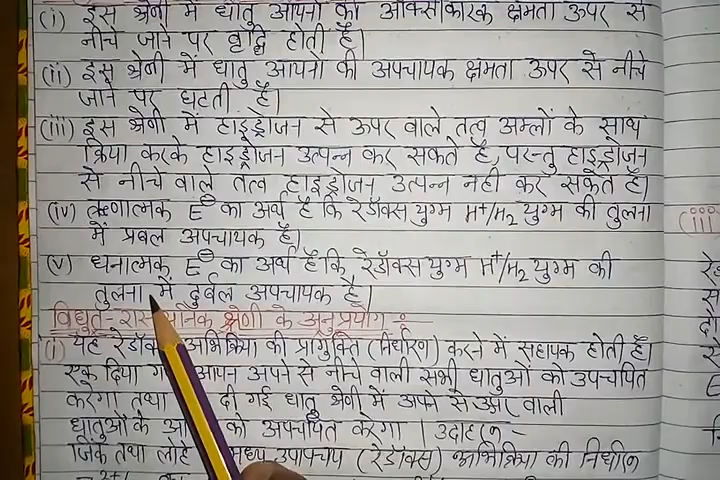 (i) इस श्रेणी में धातु आयनों की ऑक्सीकारक क्षमता ऊपर से
नीचे जाने पर वृद्धि होती है।
(ii) इस श्रेणी में धातु आयनों की अपचायक क्षमता ऊपर से नीचे
जाने पर घटती है।
(iii) इस श्रेणी में हाइड्रोजन से ऊपर वाले तत्व अम्लों के साथ
क्रिया करके हाइड्रोजन उत्पन्न कर सकते है, परन्तु हाइड्रोजन
से नीचे वाले तत्व हाइड्रोजन उत्पन्न नही कर सकते है।
(iv) ऋणात्मक E⊖ का अर्थ है कि रेडॉक्स युग्म H⁺/H₂ युग्म की तुलना
में प्रबल अपचायक है।
(v) धनात्मक E⊖ का अर्थ है कि, रेडॉक्स युग्म H⁺/H₂ युग्म की
तुलना में दुर्बल अपचायक है।
विद्युत-रासायनिक श्रेणी के अनुप्रयोग :-
(i) यह रेडॉक्स अभिक्रिया की प्रागुक्ति (निर्धारण) करने में सहायक होती है।
एक दिया आयन अपने से नीचे वाली सभी धातुओं को उपचयित
करेगा तथा दी गई धातु श्रेणी में अपने से ऊपर वाली
धातुओं के को अपचयित करेगा। उदाहरण -
जिंक तथा लोहे मध्य उपापचय (रेडॉक्स) अभिक्रिया की निर्धारण
(iii)